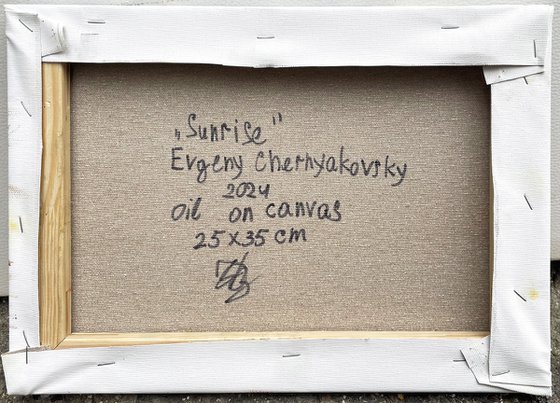 „Sunrise"
Evgeny Chernyakovsky
2024
oil on canvas
25x35 cm